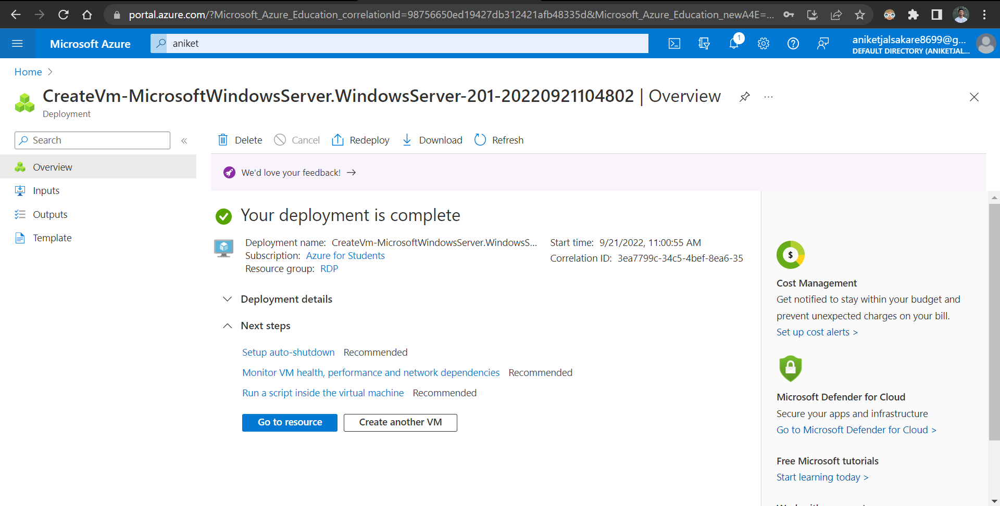 portal.azure.com/?Microsoft_Azure_Education_correlationId=98756650ed19427db312421afb48335d&Microsoft_Azure_Education_newA4E=...
Microsoft Azure
aniket
1
aniketjalsakare8699@g...
DEFAULT DIRECTORY (ANIKETJAL...
Home >
CreateVm-MicrosoftWindowsServer.WindowsServer-201-20220921104802 | Overview ...
Deployment
Search «
Delete Cancel Redeploy Download Refresh
Overview
Inputs
Outputs
Template
We'd love your feedback! →
Your deployment is complete
Deployment name: CreateVm-MicrosoftWindowsServer.WindowsS...
Subscription: Azure for Students
Resource group: RDP
Start time: 9/21/2022, 11:00:55 AM
Correlation ID: 3ea7799c-34c5-4bef-8ea6-35
Deployment details
Next steps
Setup auto-shutdown Recommended
Monitor VM health, performance and network dependencies Recommended
Run a script inside the virtual machine Recommended
Go to resource Create another VM
$
Cost Management
Get notified to stay within your budget and
prevent unexpected charges on your bill.
Set up cost alerts >
Microsoft Defender for Cloud
Secure your apps and infrastructure
Go to Microsoft Defender for Cloud >
Free Microsoft tutorials
Start learning today >